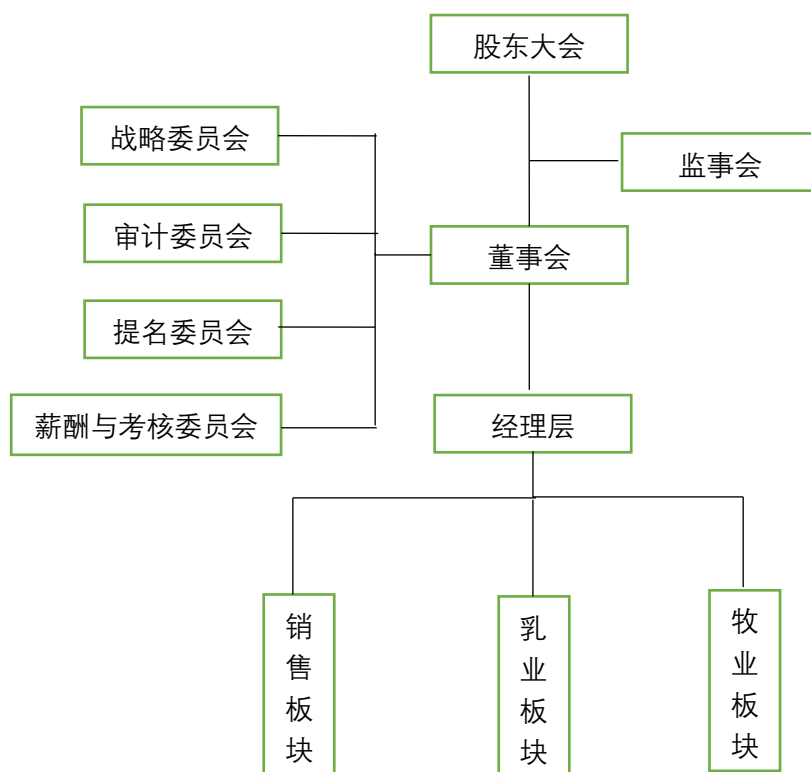 股东大会
战略委员会
监事会
审计委员会
董事会
提名委员会
薪酬与考核委员会
经理层
销售板块
乳业板块
牧业板块